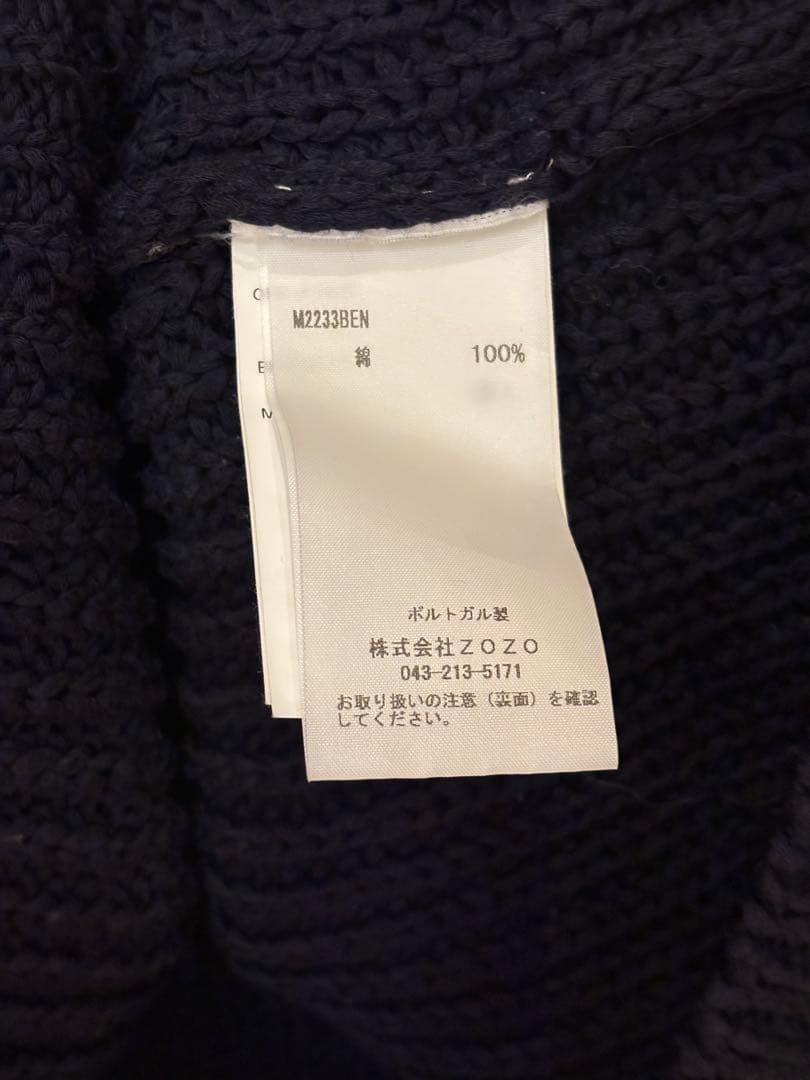 M2233BEN
綿 100%
ポルトガル製
株式会社ZOZO
043-213-5171
お取り扱いの注意（裏面）を確認
してください。